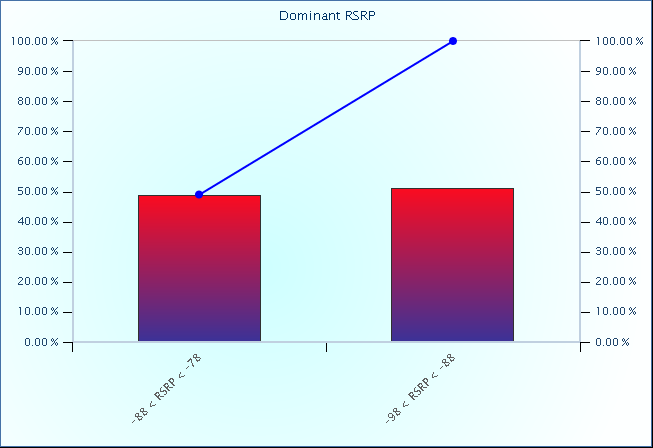 Dominant RSRP
100.00 % 100.00 %
90.00 % 90.00 %
80.00 % 80.00 %
70.00 % 70.00 %
60.00 % 60.00 %
50.00 % 50.00 %
40.00 % 40.00 %
30.00 % 30.00 %
20.00 % 20.00 %
10.00 % 10.00 %
0.00 % 0.00 %
-88 < RSRP < -78
-98 < RSRP < -88